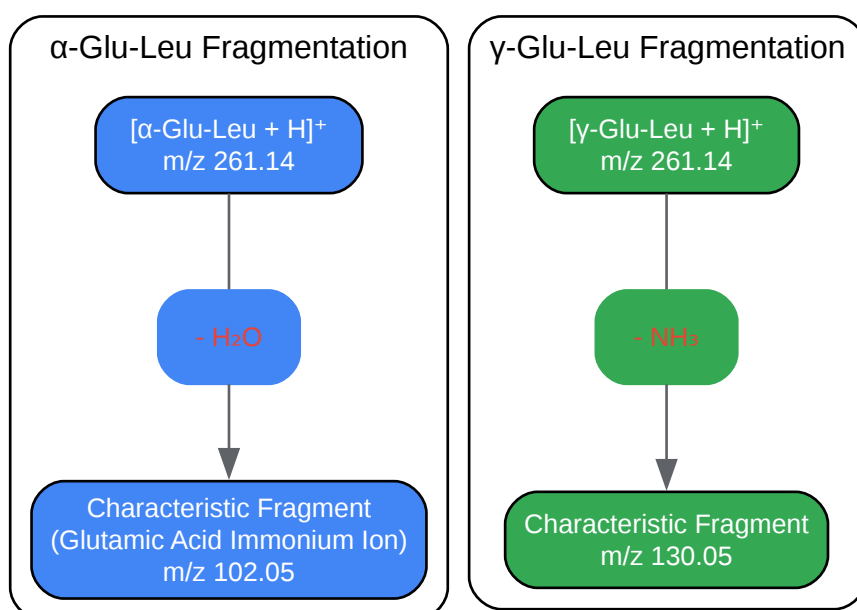 α-Glu-Leu Fragmentation
[α-Glu-Leu + H]⁺
m/z 261.14
- H₂O
Characteristic Fragment
(Glutamic Acid Immonium Ion)
m/z 102.05
γ-Glu-Leu Fragmentation
[γ-Glu-Leu + H]⁺
m/z 261.14
- NH₃
Characteristic Fragment
m/z 130.05